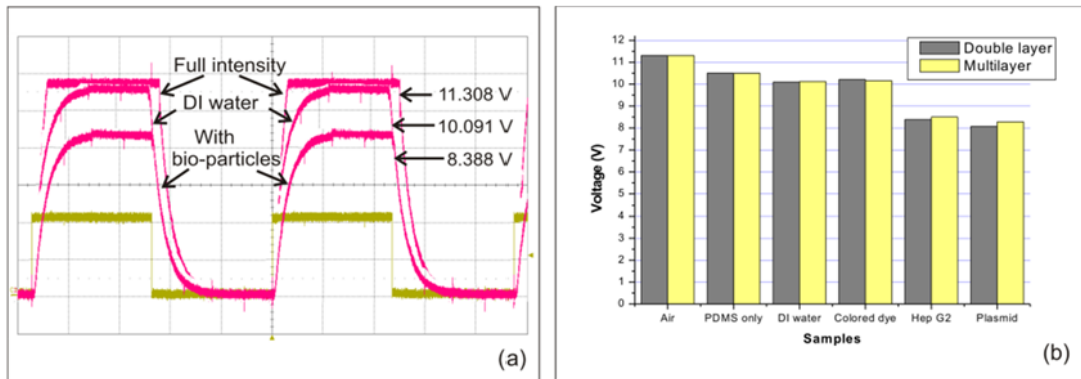 Full intensity
DI water
With
bio-particles
11.308 V
10.091 V
8.388 V
(a)
Double layer
Multilayer
12
11
10
9
8
7
6
5
4
3
2
1
0
Voltage (V)
Air
PDMS only
DI water
Colored dye
Hep G2
Plasmid
Samples
(b)